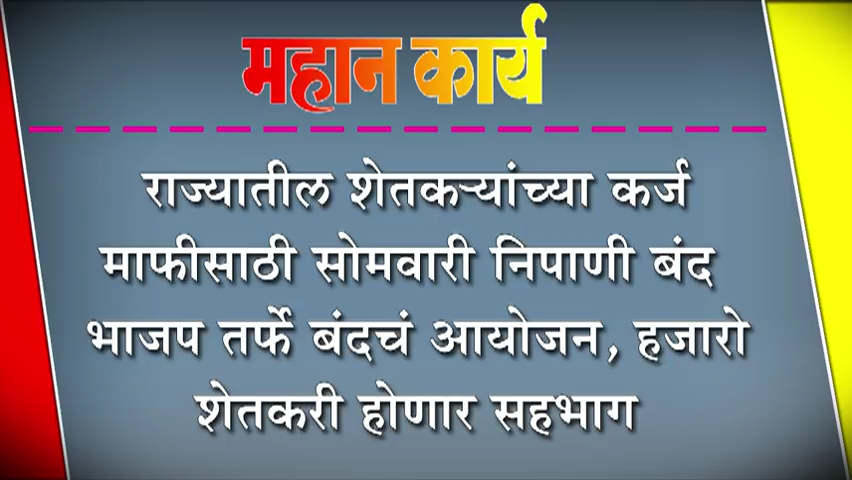 महान कार्य
राज्यातील शेतकऱ्यांच्या कर्ज
माफीसाठी सोमवारी निपाणी बंद
भाजप तर्फे बंदचं आयोजन, हजारो
शेतकरी होणार सहभाग